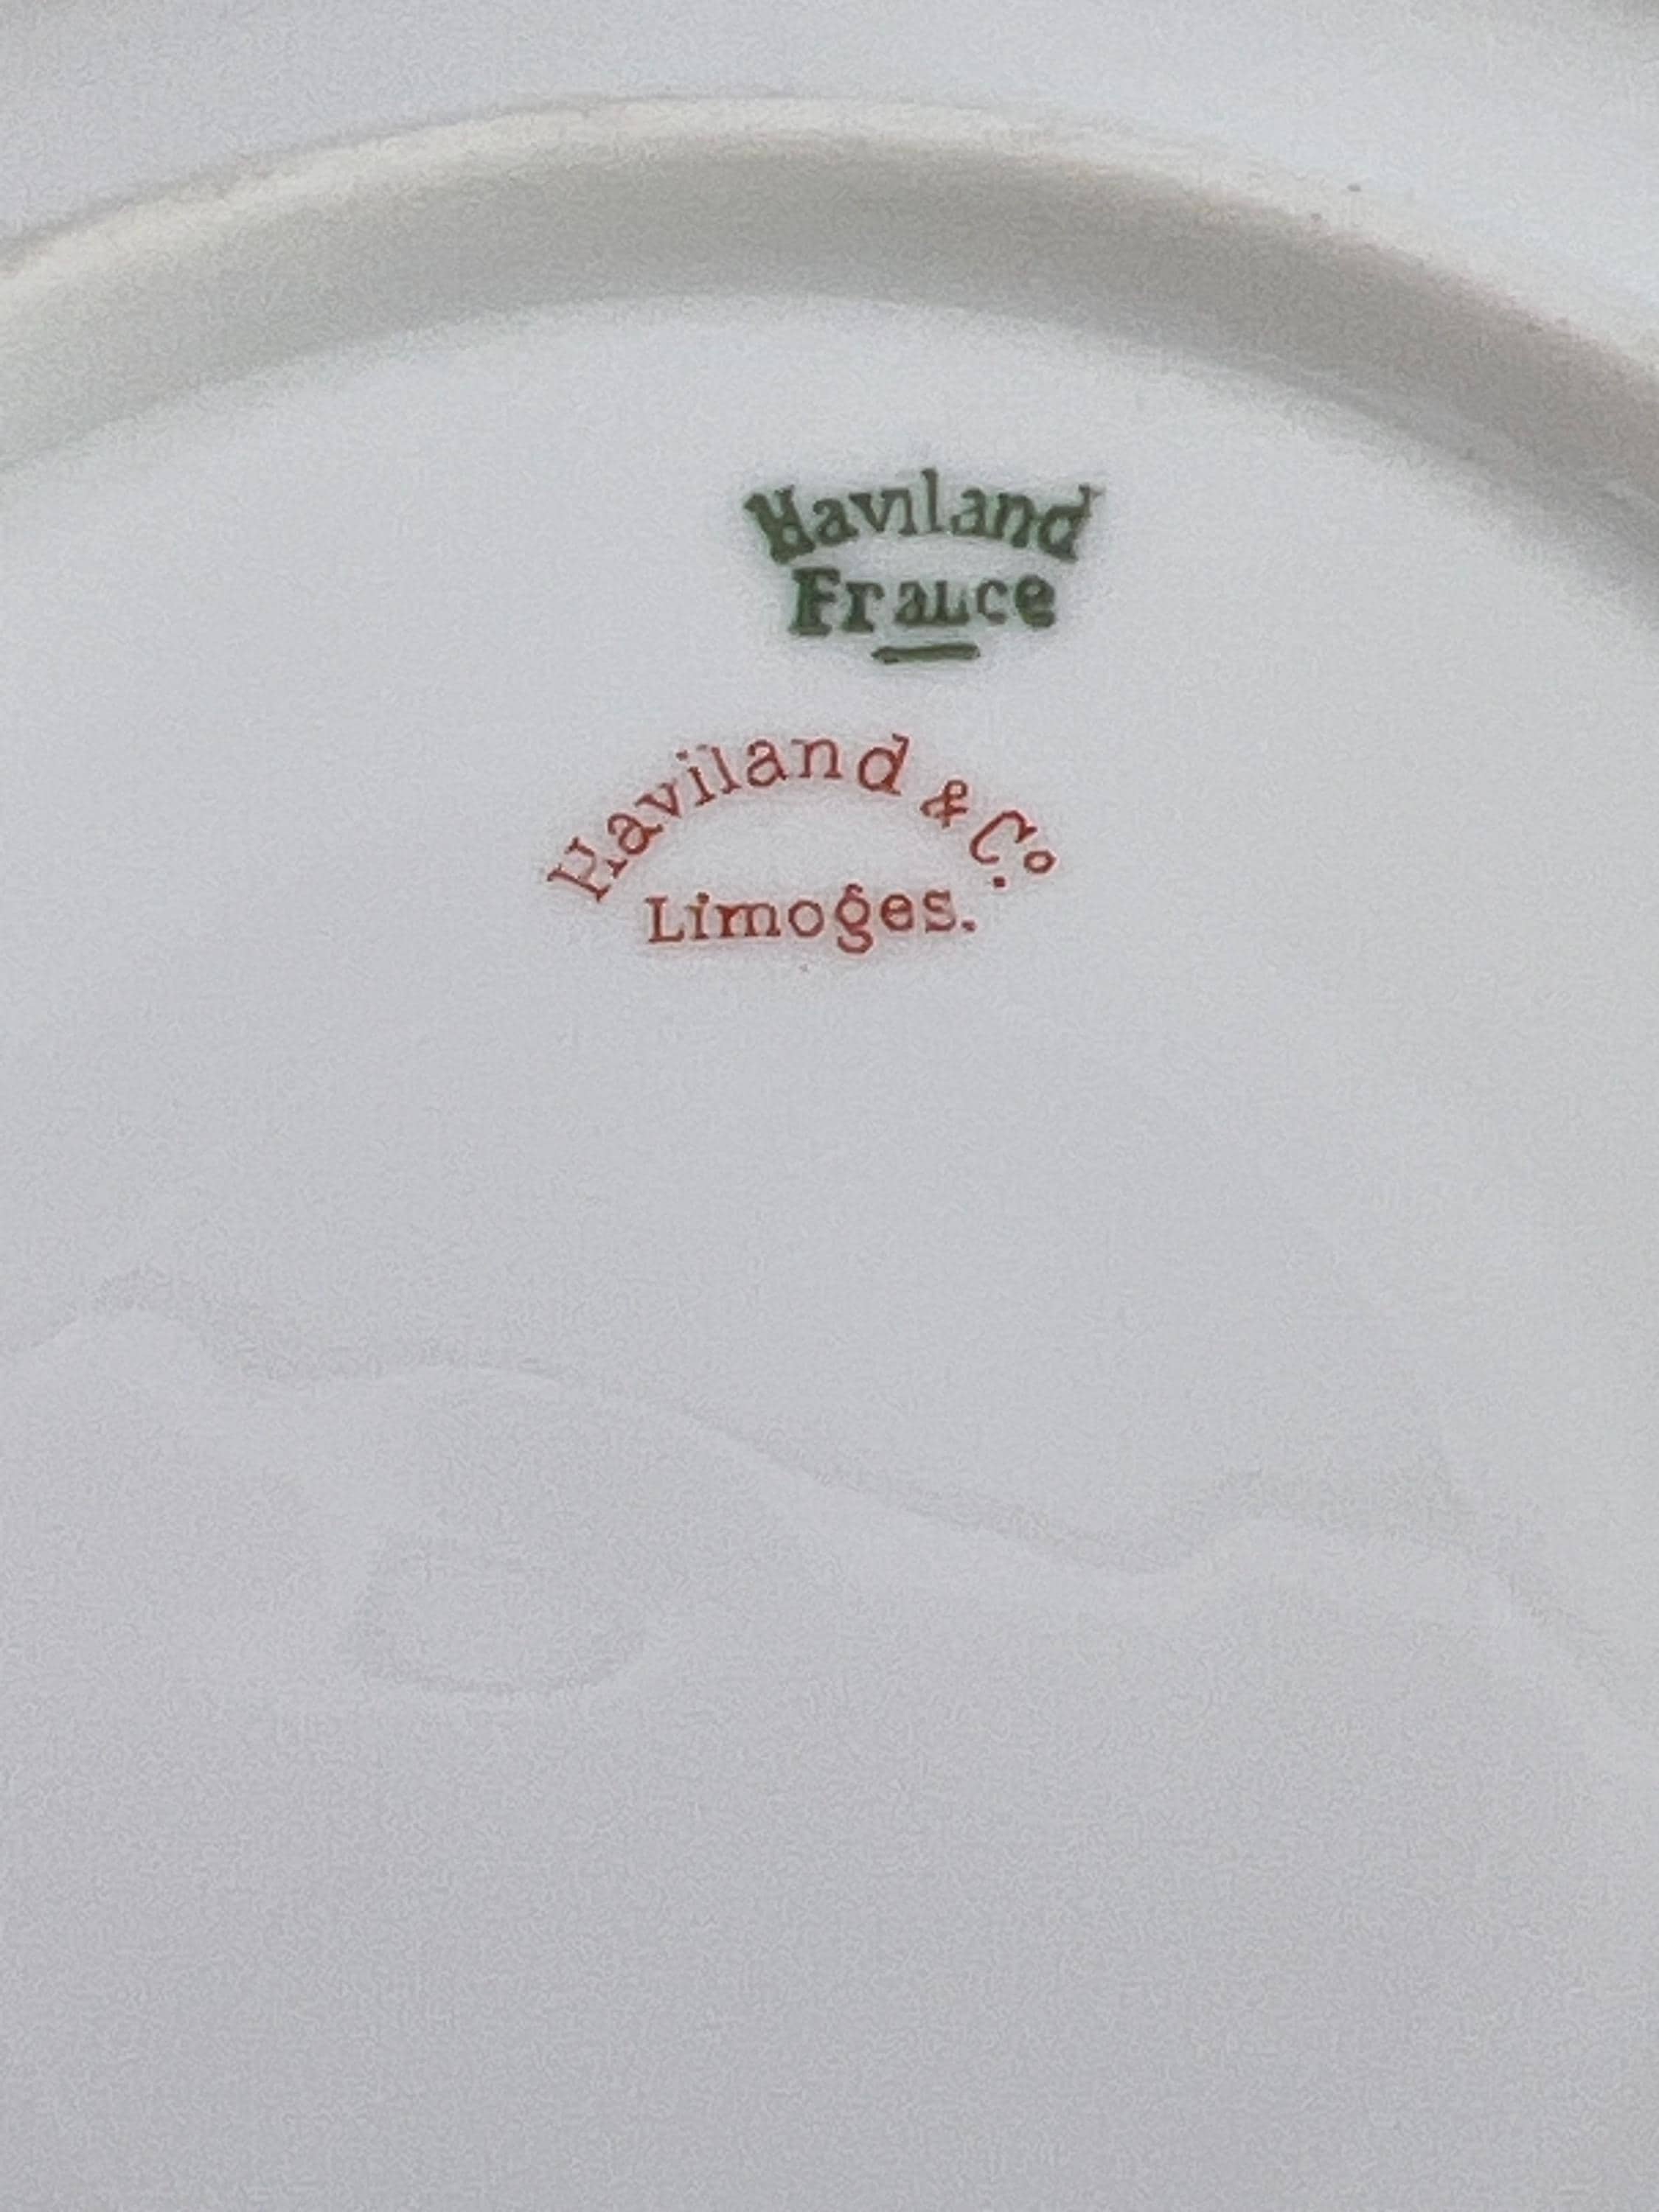 Haviland
France
Haviland & Co.
Limoges.